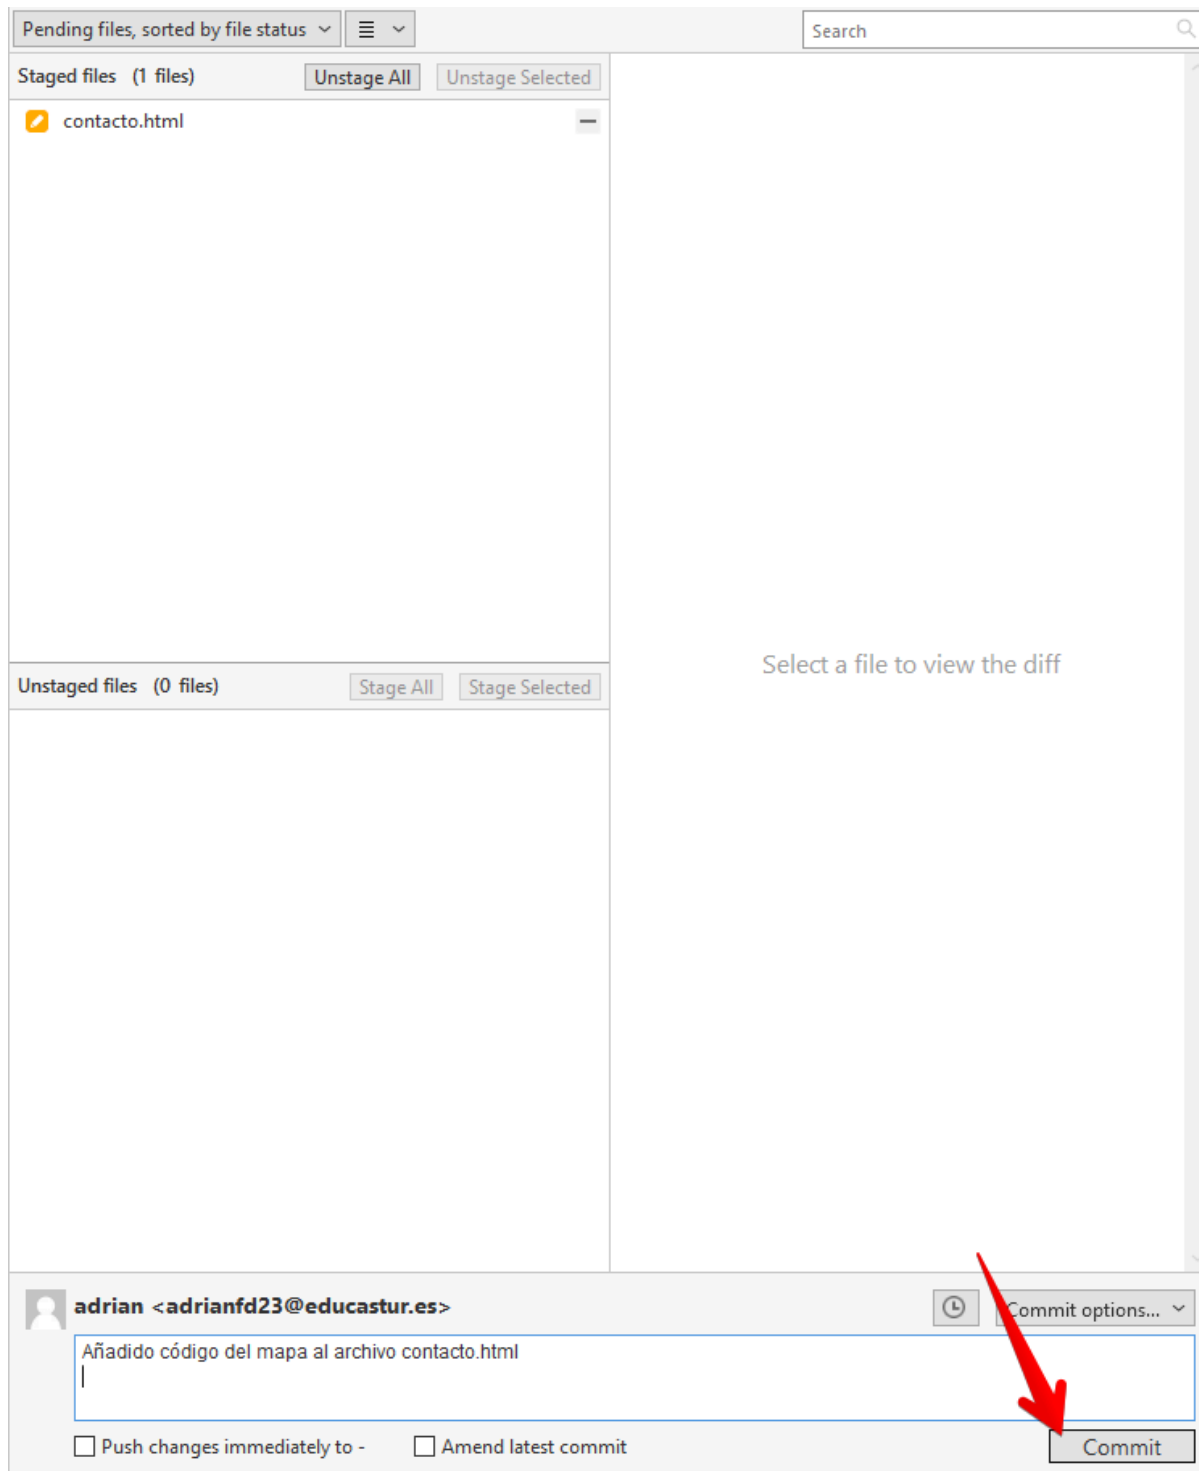 Pending files, sorted by file status
Search
Staged files (1 files) Unstage All Unstage Selected
contacto.html
Select a file to view the diff
Unstaged files (0 files) Stage All Stage Selected
adrian <adrianfd23@educastur.es>
Commit options...
Añadido código del mapa al archivo contacto.html
Push changes immediately to - Amend latest commit
Commit